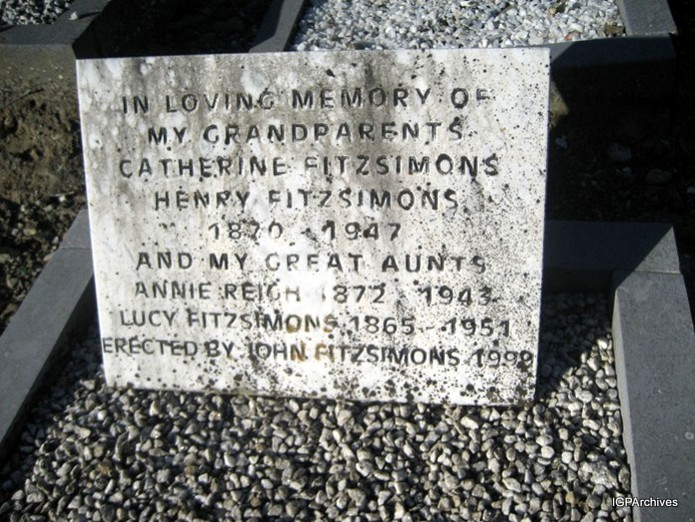 IN LOVING MEMORY OF
MY GRANDPARENTS
CATHERINE FITZSIMONS
HENRY FITZSIMONS
1870 - 1947
AND MY GREAT AUNTS
ANNIE REIGH 1872 - 1943
LUCY FITZSIMONS 1865 - 1951
ERECTED BY JOHN FITZSIMONS 1999
IGPArchives